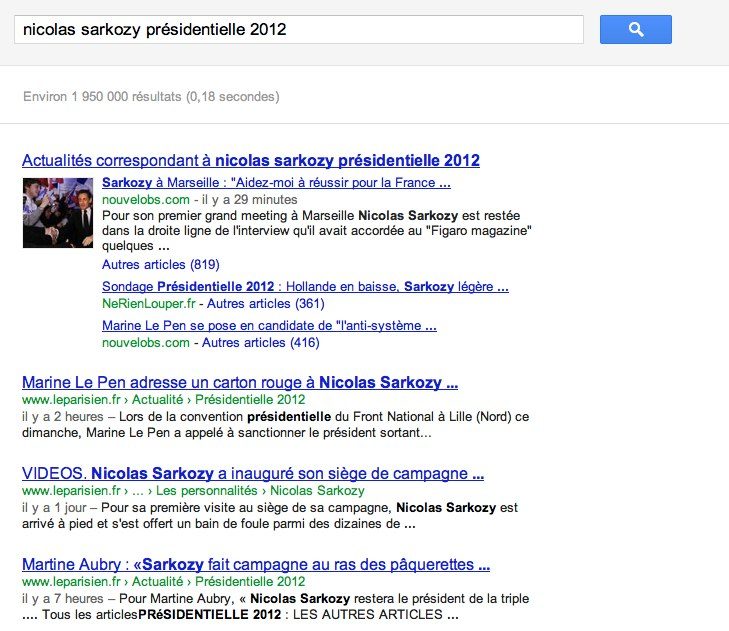 nicolas sarkozy présidentielle 2012
Environ 1 950 000 résultats (0,18 secondes)
Actualités correspondant à nicolas sarkozy présidentielle 2012
Sarkozy à Marseille : "Aidez-moi à réussir pour la France ...
nouvelobs.com - il y a 29 minutes
Pour son premier grand meeting à Marseille Nicolas Sarkozy est restée
dans la droite ligne de l'interview qu'il avait accordée au "Figaro magazine"
quelques ...
Autres articles (819)
Sondage Présidentielle 2012 : Hollande en baisse, Sarkozy légère ...
NeRienLouper.fr - Autres articles (361)
Marine Le Pen se pose en candidate de "l'anti-système ...
nouvelobs.com - Autres articles (416)
Marine Le Pen adresse un carton rouge à Nicolas Sarkozy ...
www.leparisien.fr › Actualité › Présidentielle 2012
il y a 2 heures – Lors de la convention présidentielle du Front National à Lille (Nord) ce
dimanche, Marine Le Pen a appelé à sanctionner le président sortant...
VIDEOS. Nicolas Sarkozy a inauguré son siège de campagne ...
www.leparisien.fr › ... › Les personnalités › Nicolas Sarkozy
il y a 1 jour – Pour sa première visite au siège de sa campagne, Nicolas Sarkozy est
arrivé à pied et s'est offert un bain de foule parmi des dizaines de ...
Martine Aubry : «Sarkozy fait campagne au ras des pâquerettes ...
www.leparisien.fr › Actualité › Présidentielle 2012
il y a 7 heures – Pour Martine Aubry, « Nicolas Sarkozy restera le président de la triple
.... Tous les articlesPRéSIDENTIELLE 2012 : LES AUTRES ARTICLES ...